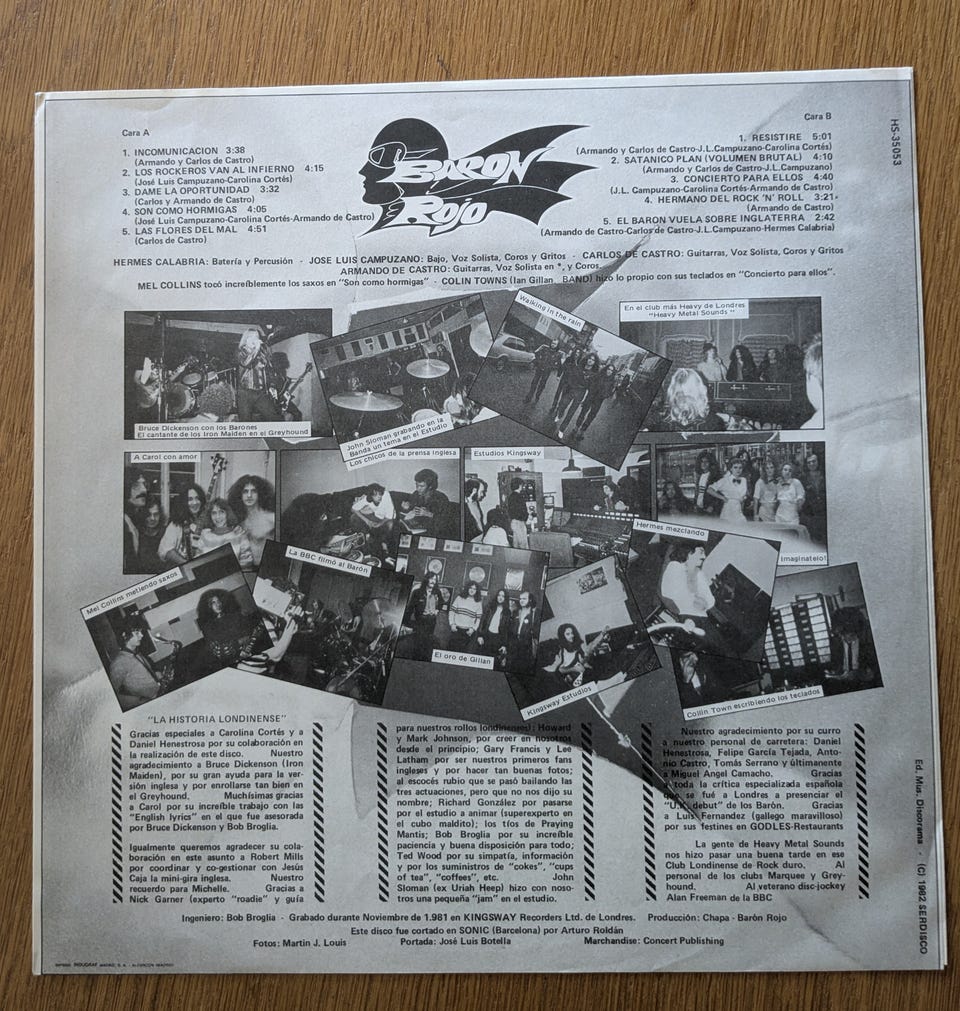 Cara A
1. INCOMUNICACION 3:38
(Armando y Carlos de Castro)
2. LOS ROCKEROS VAN AL INFIERNO 4:15
(José Luis Campuzano-Carolina Cortés)
3. DAME LA OPORTUNIDAD 3:32
(Carlos y Armando de Castro)
4. SON COMO HORMIGAS 4:05
(José Luis Campuzano-Carolina Cortés-Armando de Castro)
5. LAS FLORES DEL MAL 4:51
(Carlos de Castro)
BARON
ROJO
Cara B
1. RESISTIRE 5:01
(Armando y Carlos de Castro-J.L.Campuzano-Carolina Cortés)
2. SATANICO PLAN (VOLUMEN BRUTAL) 4:10
(Armando y Carlos de Castro-J.L.Campuzano)
3. CONCIERTO PARA ELLOS 4:40
(J.L. Campuzano-Carolina Cortés-Armando de Castro)
4. HERMANO DEL ROCK 'N' ROLL 3:21*
(Armando de Castro)
5. EL BARON VUELA SOBRE INGLATERRA 2:42
(Armando de Castro-Carlos de Castro-J.L.Campuzano-Hermes Calabria)
HS-35053
HERMES CALABRIA: Batería y Percusión - JOSE LUIS CAMPUZANO: Bajo, Voz Solista, Coros y Gritos - CARLOS DE CASTRO: Guitarras, Voz Solista, Coros y Gritos
ARMANDO DE CASTRO: Guitarras, Voz Solista en *, y Coros.
MEL COLLINS tocó increíblemente los saxos en "Son como hormigas" - COLIN TOWNS (Ian Gillan BAND) hizo lo propio con sus teclados en "Concierto para ellos".
Bruce Dickenson con los Barones
El cantante de los Iron Maiden en el Greyhound
John Sloman grabando en la
Banda un tema en el Estudio
Walking in the rain
En el club más Heavy de Londres
"Heavy Metal Sounds"
A Carol con amor
Los chicos de la prensa inglesa
Estudios Kingsway
Imaginatelo!
Mel Collins metiendo saxos
La BBC filmó al Barón
El oro de Gillan
Kingsway Estudios
Hermes mezclando
Collin Town escribiendo los teclados
"LA HISTORIA LONDINENSE"
Gracias especiales a Carolina Cortés y a
Daniel Henestrosa por su colaboración en
la realización de este disco. Nuestro
agradecimiento a Bruce Dickenson (Iron
Maiden), por su gran ayuda para la ver-
sión inglesa y por enrollarse tan bien en
el Greyhound. Muchísimas gracias
a Carol por su increíble trabajo con las
"English lyrics" en el que fue asesorada
por Bruce Dickenson y Bob Broglia.
Igualmente queremos agradecer su cola-
boración en este asunto a Robert Mills
por coordinar y co-gestionar con Jesús
Caja la mini-gira inglesa. Nuestro
recuerdo para Michelle. Gracias a
Nick Garner (experto "roadie" y guía
para nuestros rollos londinenses); Howard
y Mark Johnson, por creer en nosotros
desde el principio; Gary Francis y Lee
Latham por ser nuestros primeros fans
ingleses y por hacer tan buenas fotos;
al escocés rubio que se pasó bailando las
tres actuaciones, pero que no nos dijo su
nombre; Richard González por pasarse
por el estudio a animar (superexperto en
el cubo maldito); los tíos de Praying
Mantis; Bob Broglia por su increíble
paciencia y buena disposición para todo;
Ted Wood por su simpatía, información
y por los suministros de "cokes", "cups
of tea", "coffees", etc. John
Sloman (ex Uriah Heep) hizo con noso-
tros una pequeña "jam" en el estudio.
Nuestro agradecimiento por su curro
a nuestro personal de carretera: Daniel
Henestrosa, Felipe García Tejada, Anto-
nio Castro, Tomás Serrano y últimamente
a Miguel Angel Camacho. Gracias
a toda la crítica especializada española
que se fué a Londres a presenciar el
"U.K. debut" de los Barón. Gracias
a Luis Fernandez (gallego maravilloso)
por sus festines en GODLES-Restaurants
La gente de Heavy Metal Sounds
nos hizo pasar una buena tarde en ese
Club Londinense de Rock duro. Al
personal de los clubs Marquee y Grey-
hound. Al veterano disc-jockey
Alan Freeman de la BBC
Ed. Mus. Discorama - (C) 1982 SERDISCO
Ingeniero: Bob Broglia - Grabado durante Noviembre de 1.981 en KINGSWAY Recorders Ltd. de Londres. Producción: Chapa - Barón Rojo
Este disco fue cortado en SONIC (Barcelona) por Arturo Roldán
Fotos: Martin J. Louis Portada: José Luis Botella Marchandise: Concert Publishing